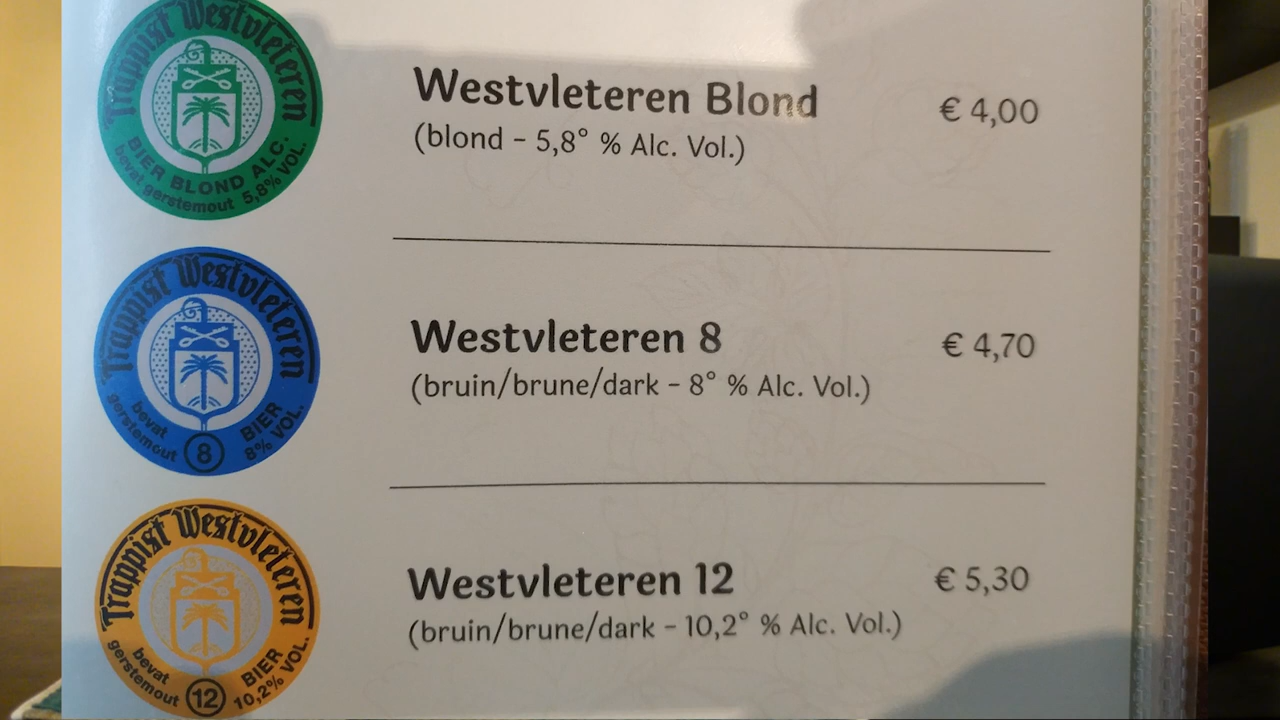 Trappist Westvleteren
BIER BLOND ALC.
bevat gerstemout 5,8% VOL.
Westvleteren Blond € 4,00
(blond – 5,8° % Alc. Vol.)
Trappist Westvleteren
bevat BIER
gerstemout 8 8% VOL.
Westvleteren 8 € 4,70
(bruin/brune/dark – 8° % Alc. Vol.)
Trappist Westvleteren
bevat BIER
gerstemout 12 10,2% VOL.
Westvleteren 12 € 5,30
(bruin/brune/dark – 10,2° % Alc. Vol.)